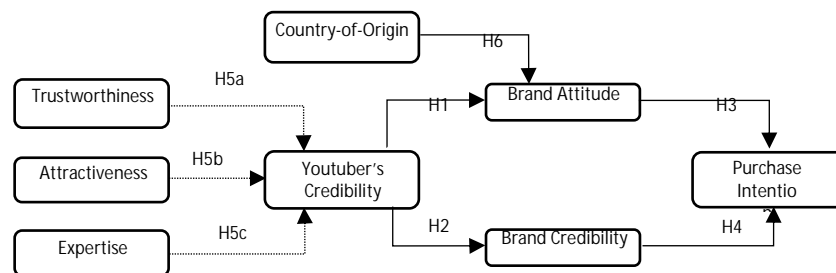 Country-of-Origin
H6
H5a
Trustworthiness
H1
Brand Attitude
H3
H5b
Attractiveness
Youtuber's
Credibility
Purchase
Intentio
H5c
Expertise
H2
Brand Credibility
H4